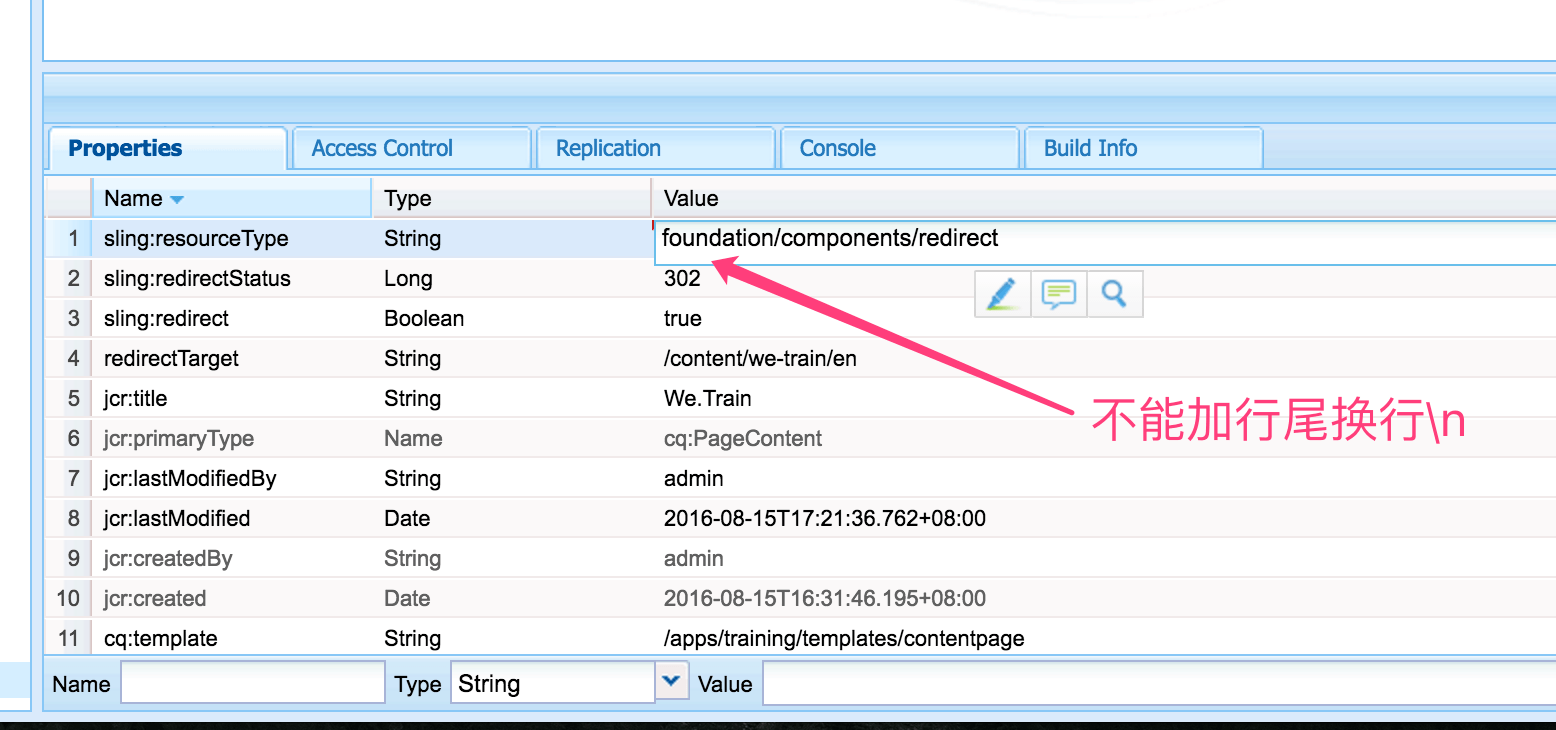 Properties Access Control Replication Console Build Info
Name Type Value
1 sling:resourceType String foundation/components/redirect
2 sling:redirectStatus Long 302
3 sling:redirect Boolean true
4 redirectTarget String /content/we-train/en
5 jcr:title String We.Train
不能加行尾换行\n
6 jcr:primaryType Name cq:PageContent
7 jcr:lastModifiedBy String admin
8 jcr:lastModified Date 2016-08-15T17:21:36.762+08:00
9 jcr:createdBy String admin
10 jcr:created Date 2016-08-15T16:31:46.195+08:00
11 cq:template String /apps/training/templates/contentpage
Name Type String Value